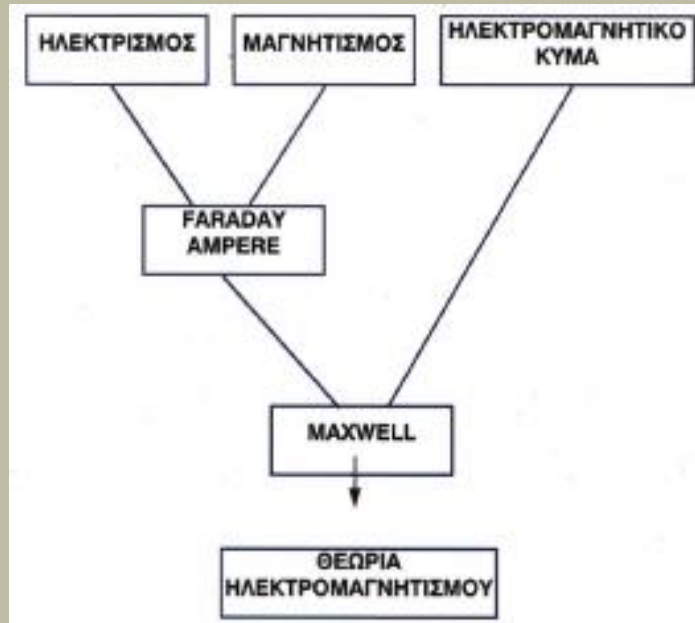 ΗΛΕΚΤΡΙΣΜΟΣ
ΜΑΓΝΗΤΙΣΜΟΣ
ΗΛΕΚΤΡΟΜΑΓΝΗΤΙΚΟ
ΚΥΜΑ
FARADAY
AMPERE
MAXWELL
ΘΕΩΡΙΑ
ΗΛΕΚΤΡΟΜΑΓΝΗΤΙΣΜΟΥ